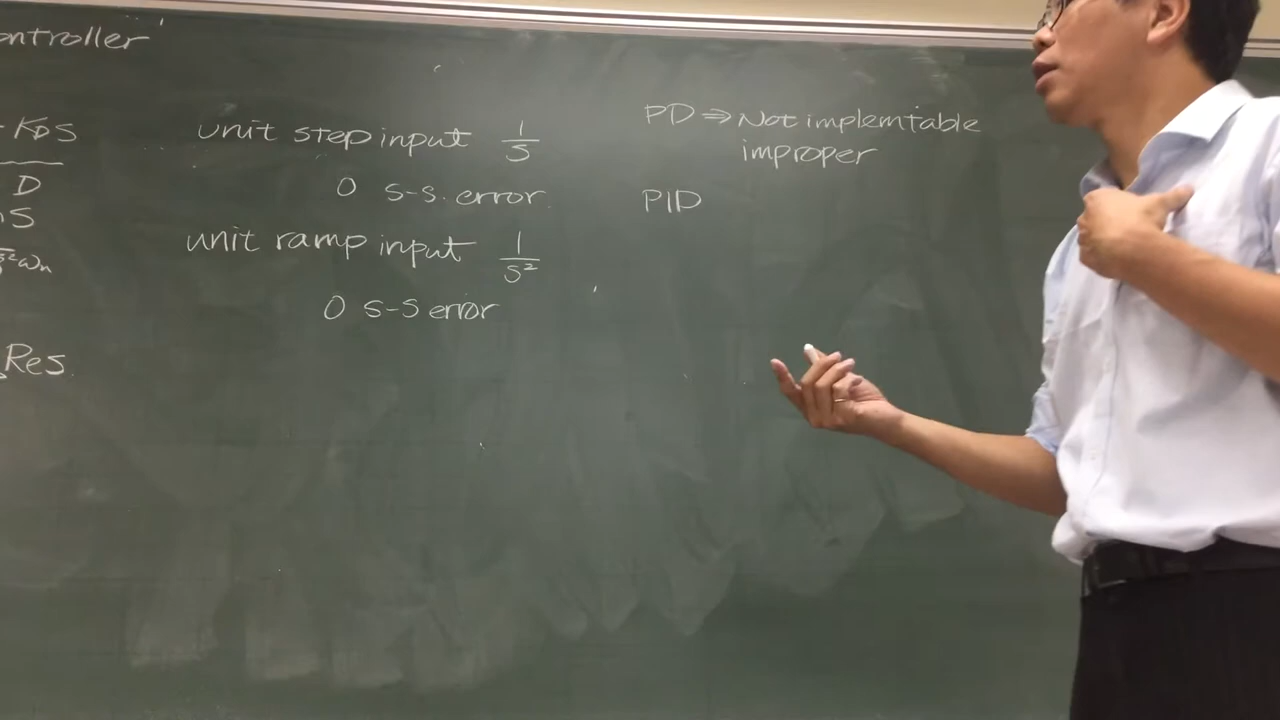 ontroller'
KDS
D
S
ωn
Res
unit step input 1/S
0 S-S. error.
unit ramp input 1/S²
0 S-S error
PD ⇒ Not implemtable
improper
PID